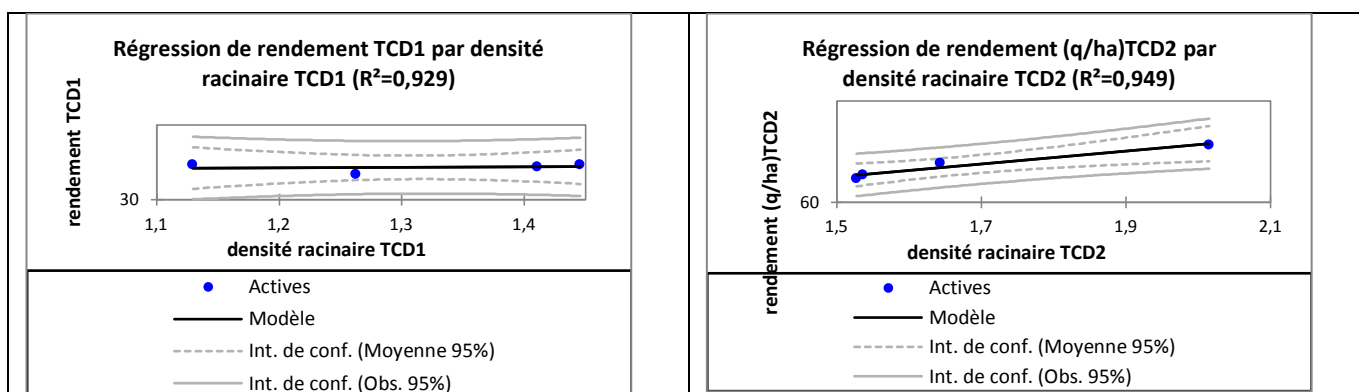 Régression de rendement TCD1 par densité
racinaire TCD1 (R²=0,929)
rendement TCD1
30
1,1 1,2 1,3 1,4
densité racinaire TCD1
Actives
Modèle
Int. de conf. (Moyenne 95%)
Int. de conf. (Obs. 95%)
Régression de rendement (q/ha)TCD2 par
densité racinaire TCD2 (R²=0,949)
rendement (q/ha)TCD2
60
1,5 1,7 1,9 2,1
densité racinaire TCD2
Actives
Modèle
Int. de conf. (Moyenne 95%)
Int. de conf. (Obs. 95%)